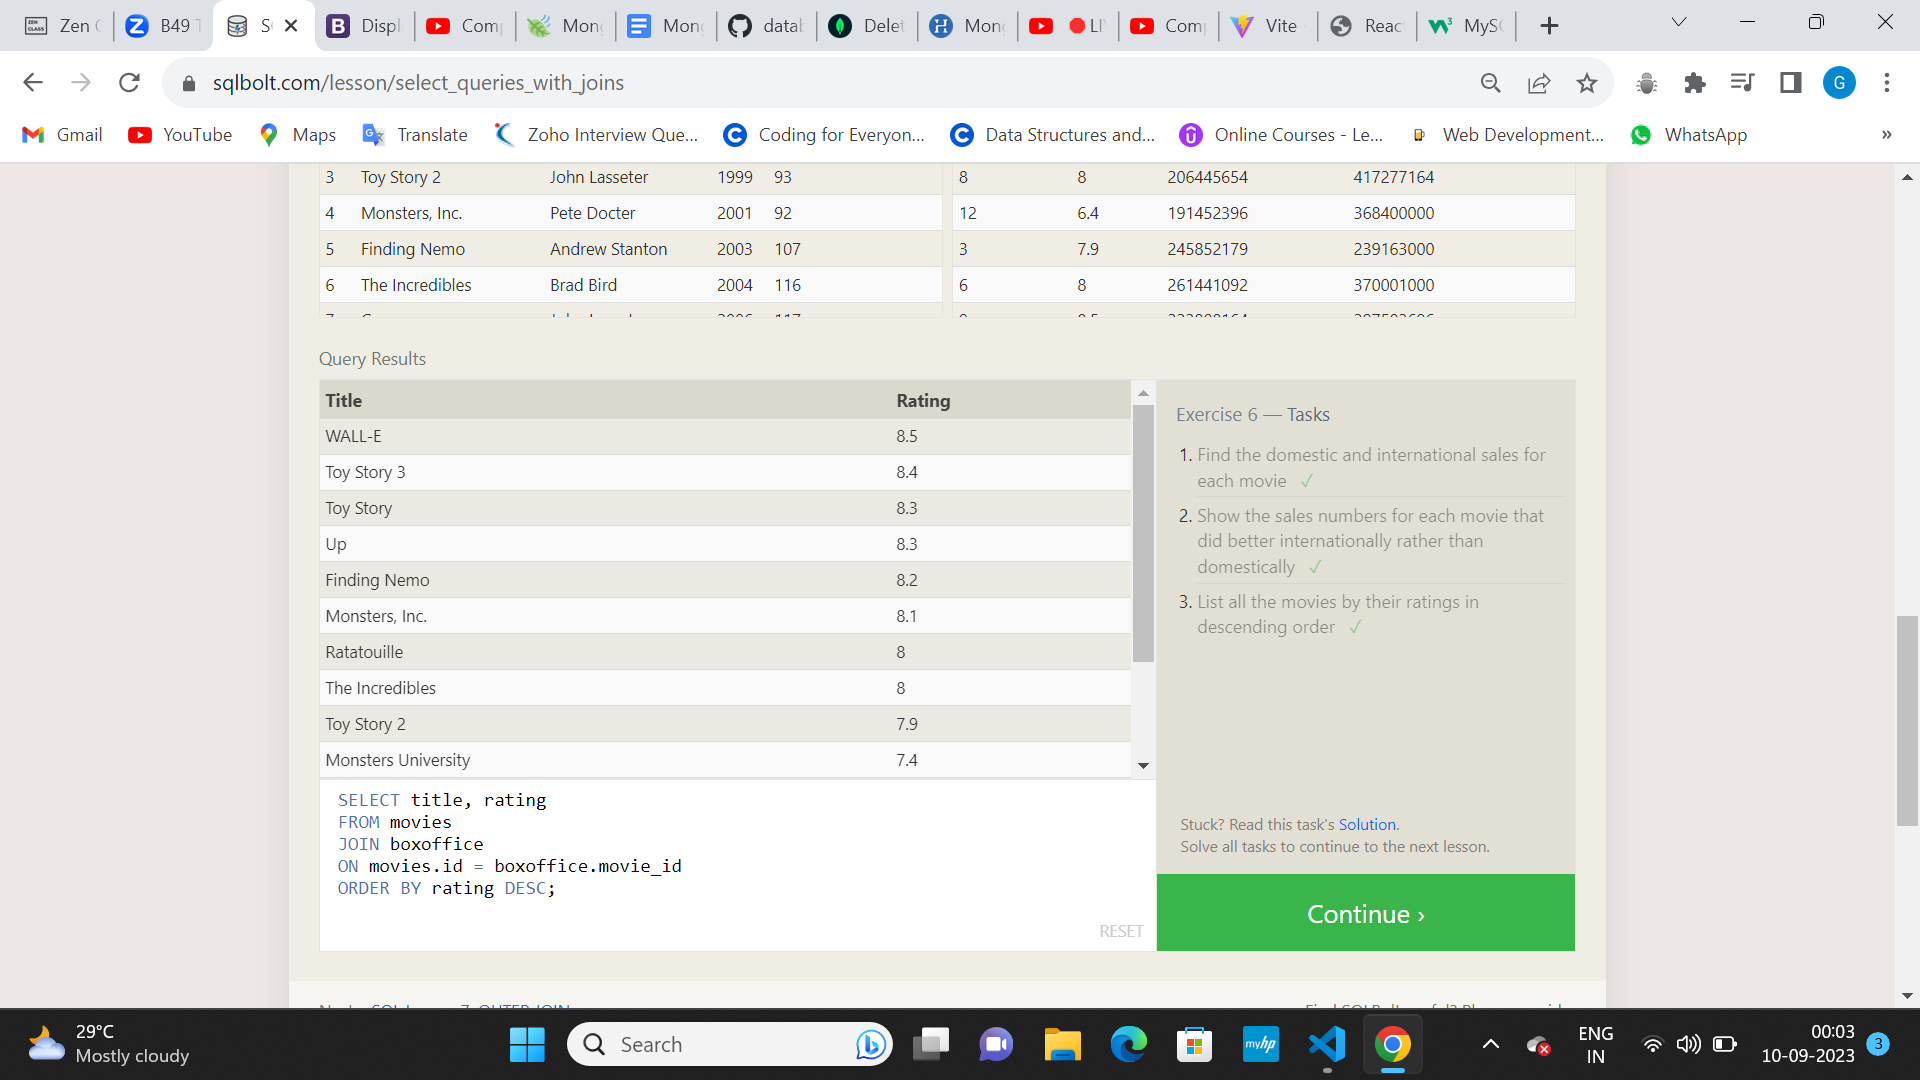 ZEN CLASS Zen C
B49 T
S
Displ
Com
Mon
Mon
datab
Delet
Mon
LI
Com
Vite
Reac
MySC
sqlbolt.com/lesson/select_queries_with_joins
G
Gmail
YouTube
Maps
Translate
Zoho Interview Que...
Coding for Everyon...
Data Structures and...
Online Courses - Le...
Web Development...
WhatsApp
»
3 Toy Story 2 John Lasseter 1999 93
8 8 206445654 417277164
4 Monsters, Inc. Pete Docter 2001 92
12 6.4 191452396 368400000
5 Finding Nemo Andrew Stanton 2003 107
3 7.9 245852179 239163000
6 The Incredibles Brad Bird 2004 116
6 8 261441092 370001000
Query Results
Title Rating
WALL-E 8.5
Toy Story 3 8.4
Toy Story 8.3
Up 8.3
Finding Nemo 8.2
Monsters, Inc. 8.1
Ratatouille 8
The Incredibles 8
Toy Story 2 7.9
Monsters University 7.4
SELECT title, rating
FROM movies
JOIN boxoffice
ON movies.id = boxoffice.movie_id
ORDER BY rating DESC;
RESET
Exercise 6 — Tasks
1. Find the domestic and international sales for
each movie ✓
2. Show the sales numbers for each movie that
did better internationally rather than
domestically ✓
3. List all the movies by their ratings in
descending order ✓
Stuck? Read this task's Solution.
Solve all tasks to continue to the next lesson.
Continue ›
29°C
Mostly cloudy
Search
myhp
ENG
IN
00:03
10-09-2023
3